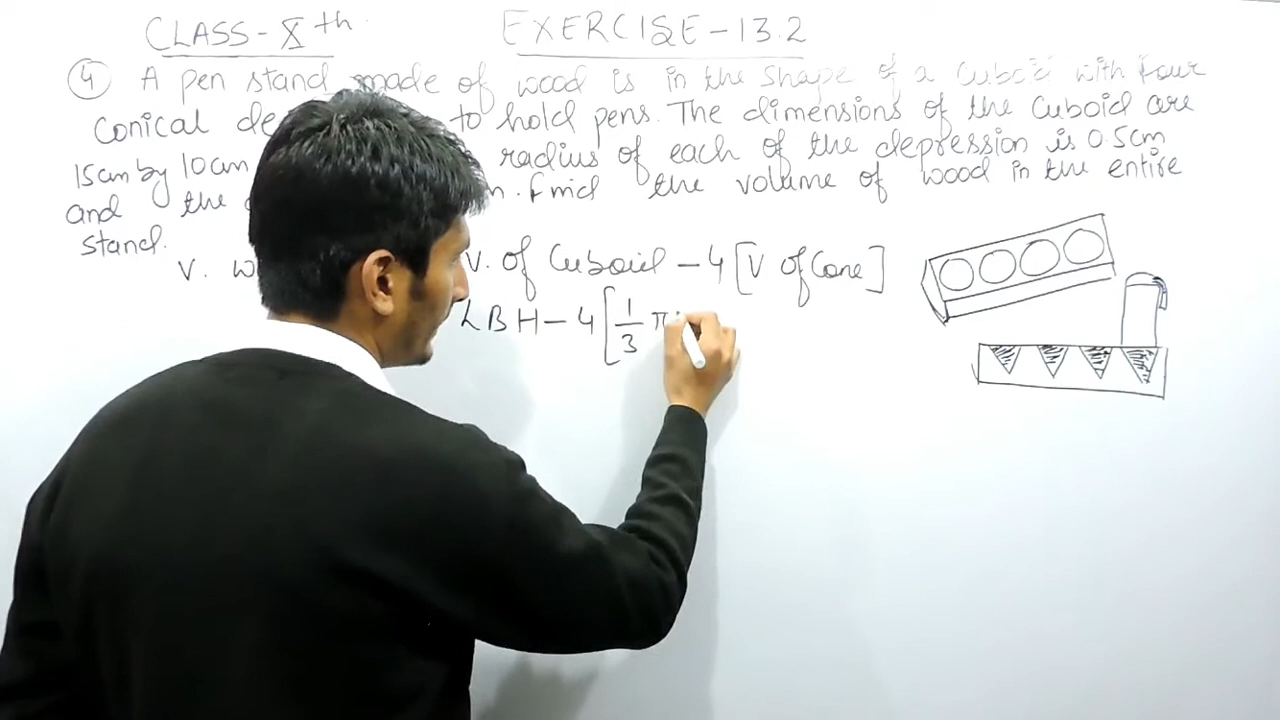 CLASS-Xth EXERCISE-13.2
4 A pen stand made of wood is in the shape of a cuboid with four
conical to hold pens. The dimensions of the cuboid are
15cm by 10cm radius of each of the depression is 0.5cm
and the find the volume of wood in the entire
stand.
V. V. of Cuboid - 4 [V of Cone]
LBH - 4 [1/3 π